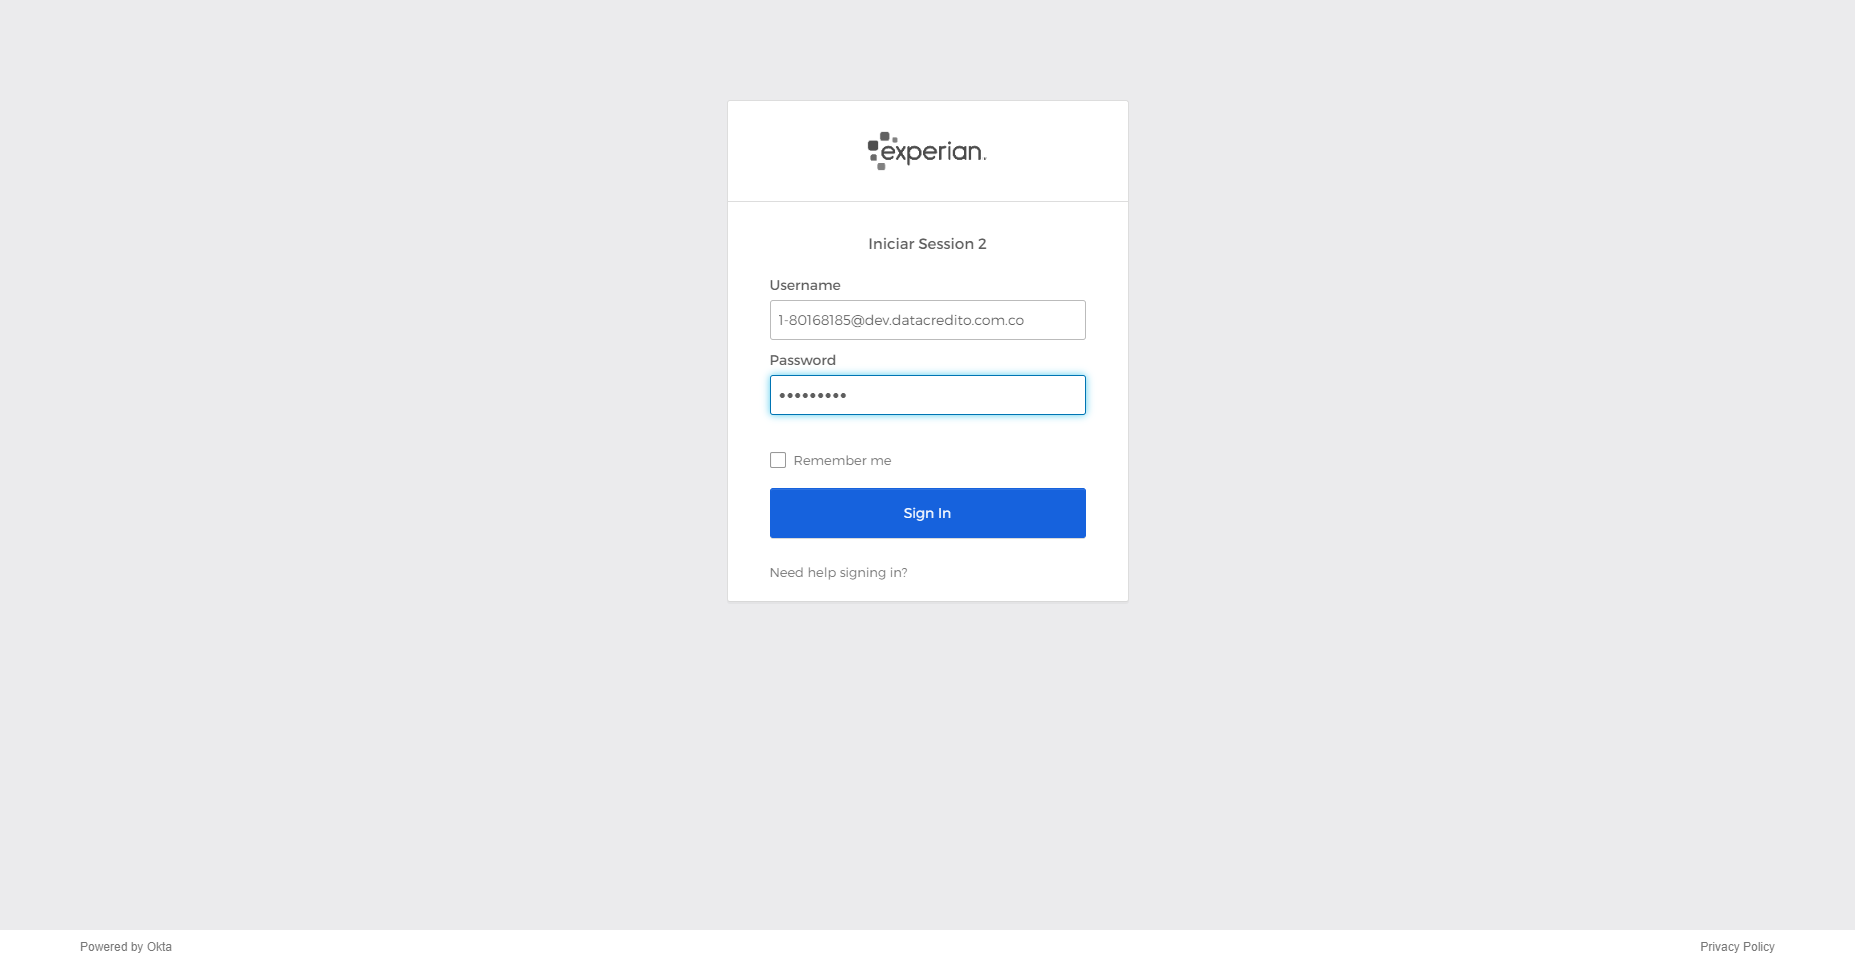 experian.
Iniciar Session 2
Username
1-80168185@dev.datacredito.com.co
Password
•••••••••
Remember me
Sign In
Need help signing in?
Powered by Okta
Privacy Policy